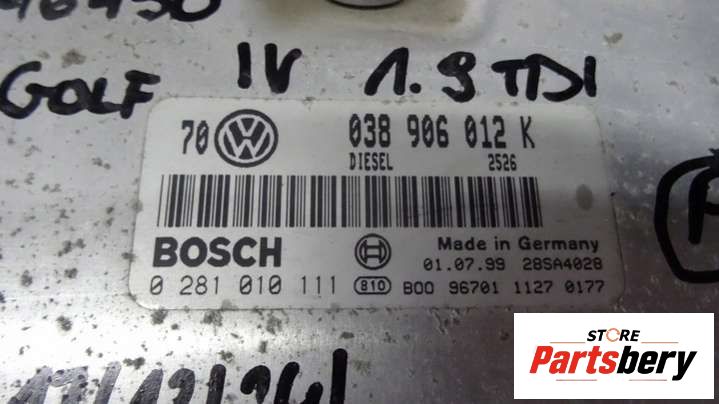 GOLF IV 1.9 TDI
70 038 906 012 K
DIESEL 2526
BOSCH Made in Germany
01.07.99 28SA4028
0 281 010 111 810 B00 96701 1127 0177
STORE
Partsbery